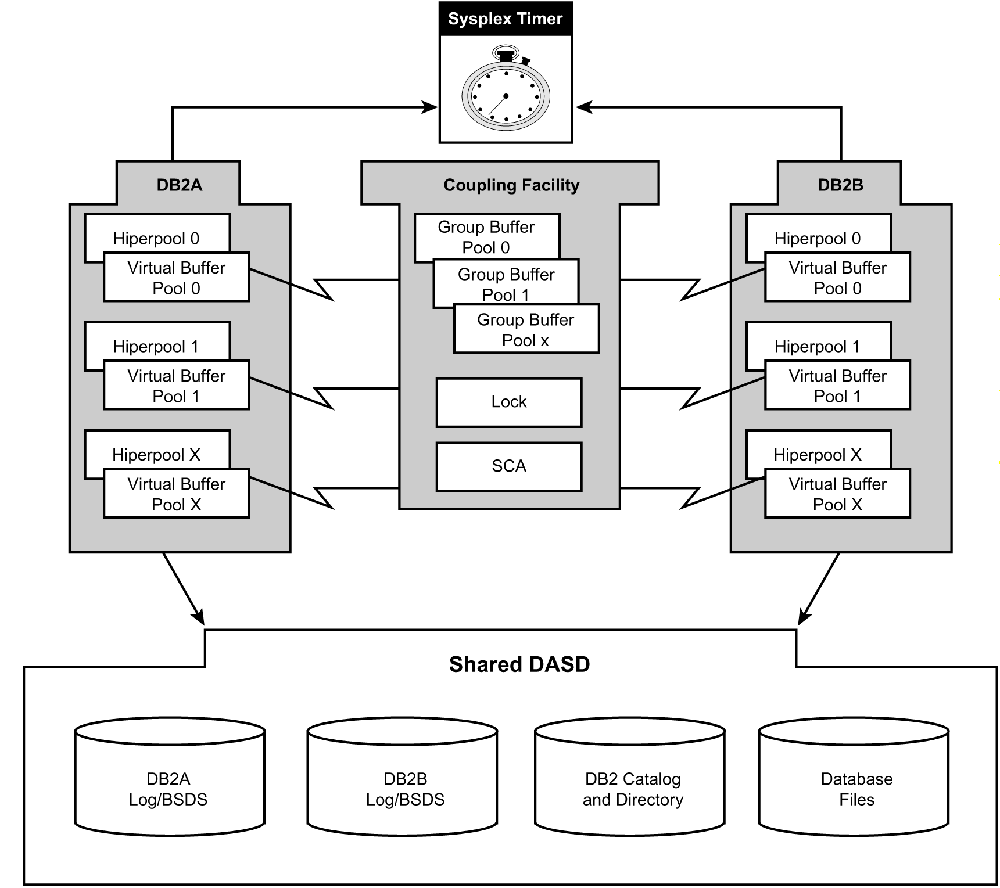 Sysplex Timer
DB2A
Coupling Facility
DB2B
Hiperpool 0
Virtual Buffer
Pool 0
Hiperpool 1
Virtual Buffer
Pool 1
Hiperpool X
Virtual Buffer
Pool X
Group Buffer
Pool 0
Group Buffer
Pool 1
Group Buffer
Pool x
Lock
SCA
Hiperpool 0
Virtual Buffer
Pool 0
Hiperpool 1
Virtual Buffer
Pool 1
Hiperpool X
Virtual Buffer
Pool X
Shared DASD
DB2A
Log/BSDS
DB2B
Log/BSDS
DB2 Catalog
and Directory
Database
Files